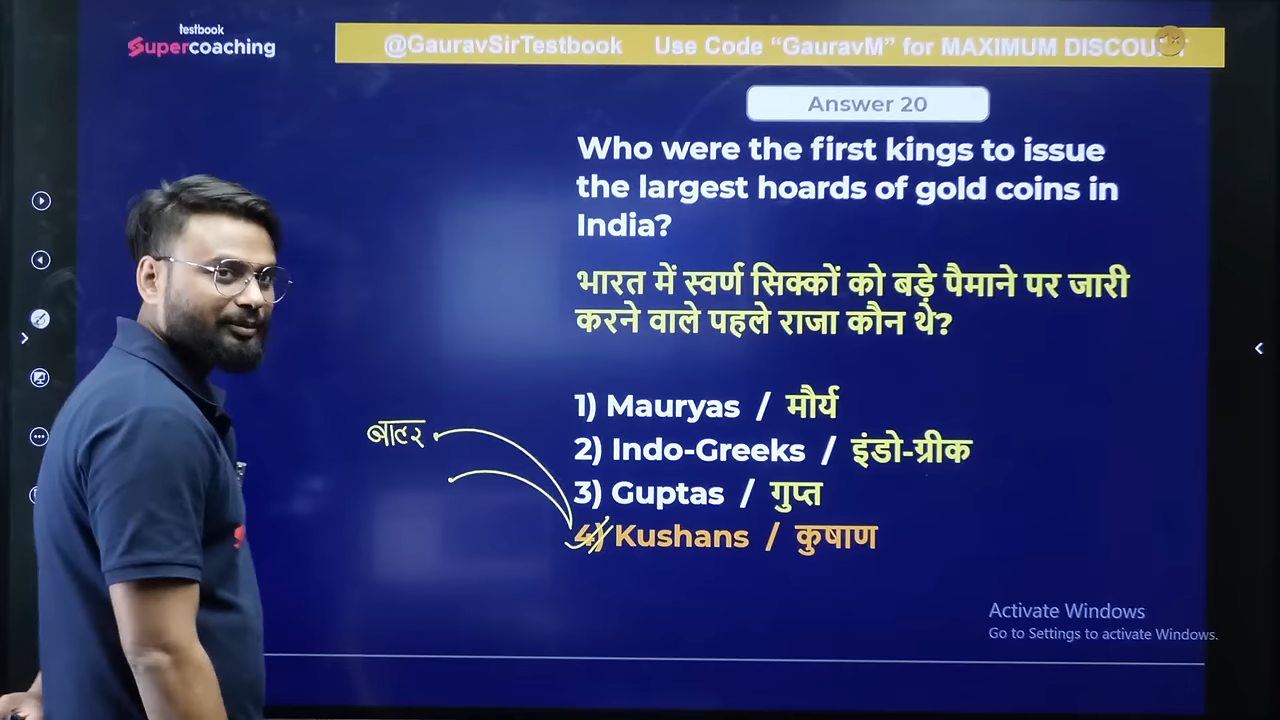 testbook
Supercoaching
@GauravSirTestbook Use Code “GauravM” for MAXIMUM
Answer 20
Who were the first kings to issue
the largest hoards of gold coins in
India?
भारत में स्वर्ण सिक्कों को बड़े पैमाने पर जारी
करने वाले पहले राजा कौन थे?
1) Mauryas / मौर्य
2) Indo-Greeks / इंडो-ग्रीक
3) Guptas / गुप्त
4) Kushans / कुषाण
Activate Windows
Go to Settings to activate Windows.